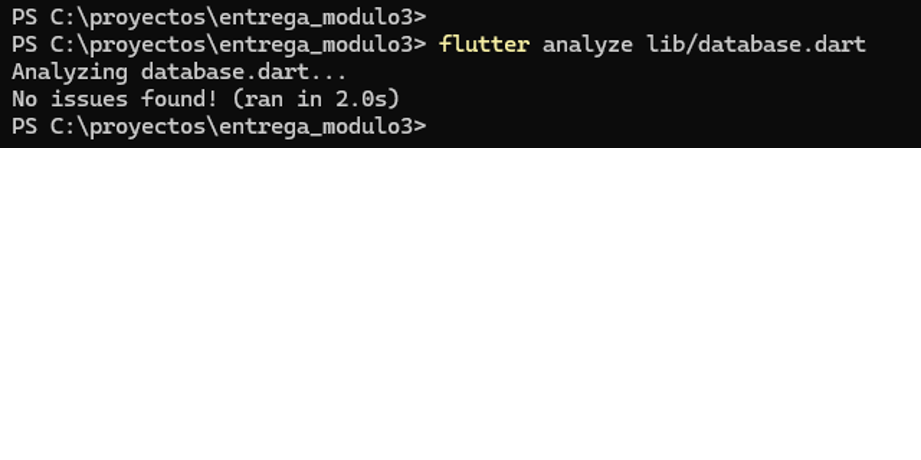 PS C:\proyectos\entrega_modulo3>
PS C:\proyectos\entrega_modulo3> flutter analyze lib/database.dart
Analyzing database.dart...
No issues found! (ran in 2.0s)
PS C:\proyectos\entrega_modulo3>